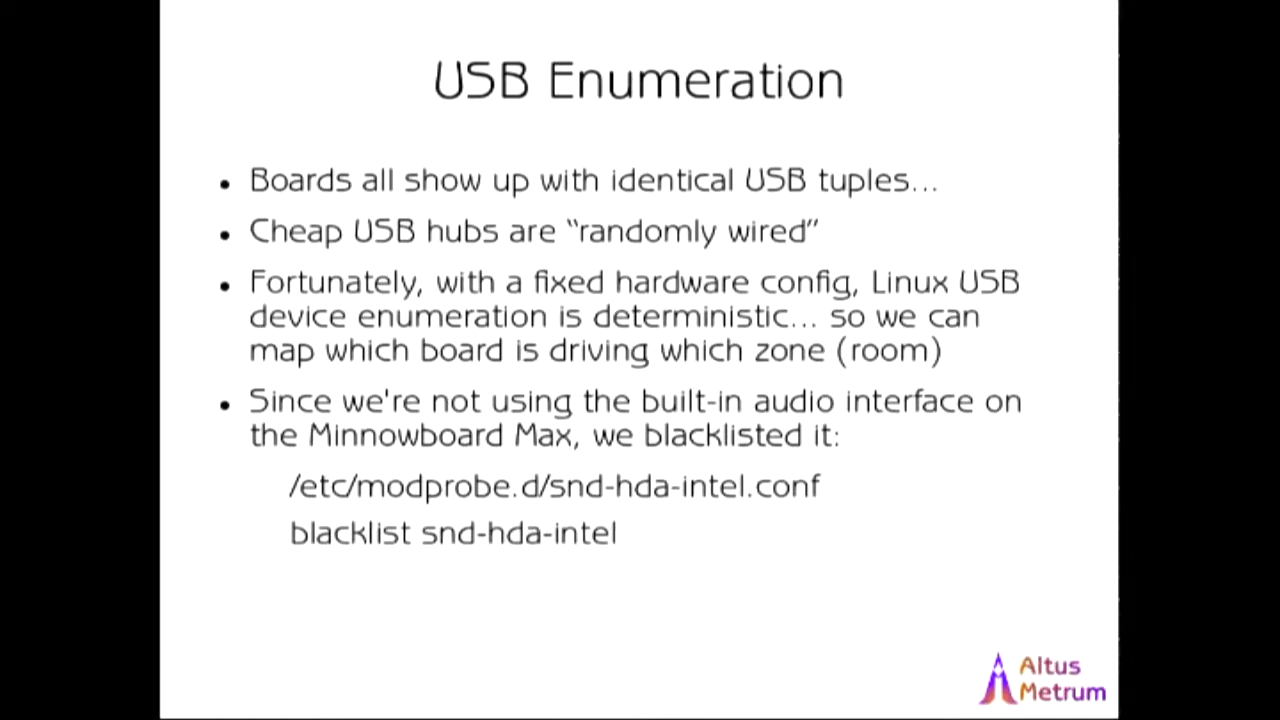 USB Enumeration
• Boards all show up with identical USB tuples...
• Cheap USB hubs are “randomly wired”
• Fortunately, with a fixed hardware config, Linux USB
device enumeration is deterministic... so we can
map which board is driving which zone (room)
• Since we're not using the built-in audio interface on
the Minnowboard Max, we blacklisted it:
/etc/modprobe.d/snd-hda-intel.conf
blacklist snd-hda-intel
Altus
Metrum